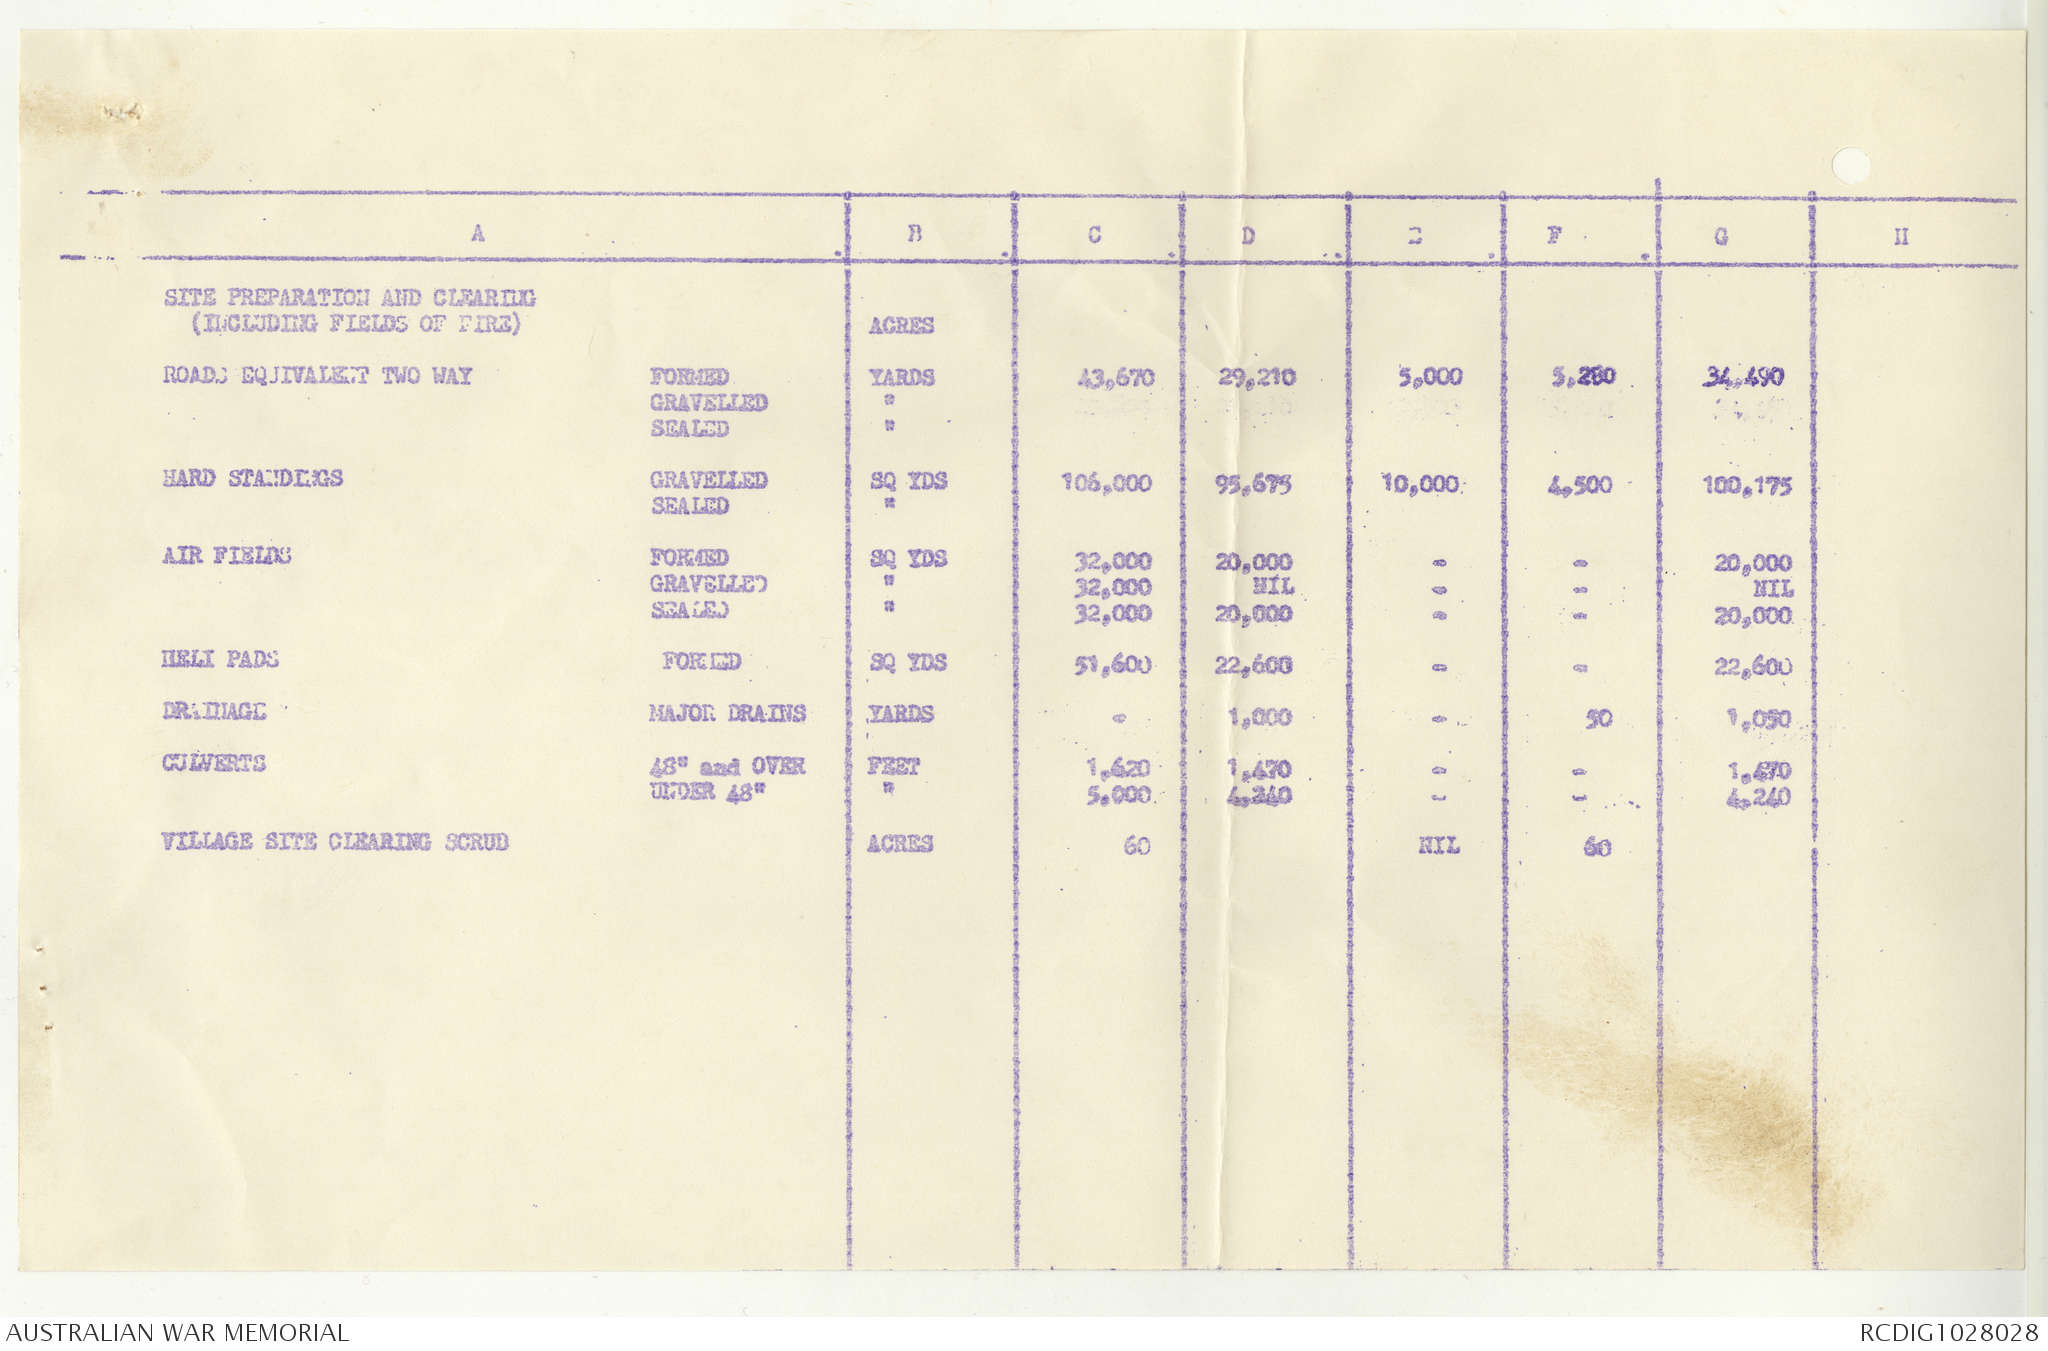 A B C D E F G H
SITE PREPARATION AND CLEARING
(INCLUDING FIELDS OF FIRE) ACRES
ROADS EQUIVALENT TWO WAY FORMED YARDS 43,670 29,210 5,000 5,280 34,490
GRAVELLED "
SEALED "
HARD STANDINGS GRAVELLED SQ YDS 106,000 95,675 10,000 4,500 100,175
SEALED "
AIR FIELDS FORMED SQ YDS 32,000 20,000 - - 20,000
GRAVELLED " 32,000 NIL - - NIL
SEALED " 32,000 20,000 - - 20,000
HELI PADS FORMED SQ YDS 51,600 22,600 - - 22,600
DRAINAGE MAJOR DRAINS YARDS - 1,000 - 50 1,050
CULVERTS 48" and OVER FEET 1,620 1,470 - - 1,470
UNDER 48" " 5,000 4,240 - - 4,240
VILLAGE SITE CLEARING SCRUB ACRES 60 NIL 60
AUSTRALIAN WAR MEMORIAL RCDIG1028028